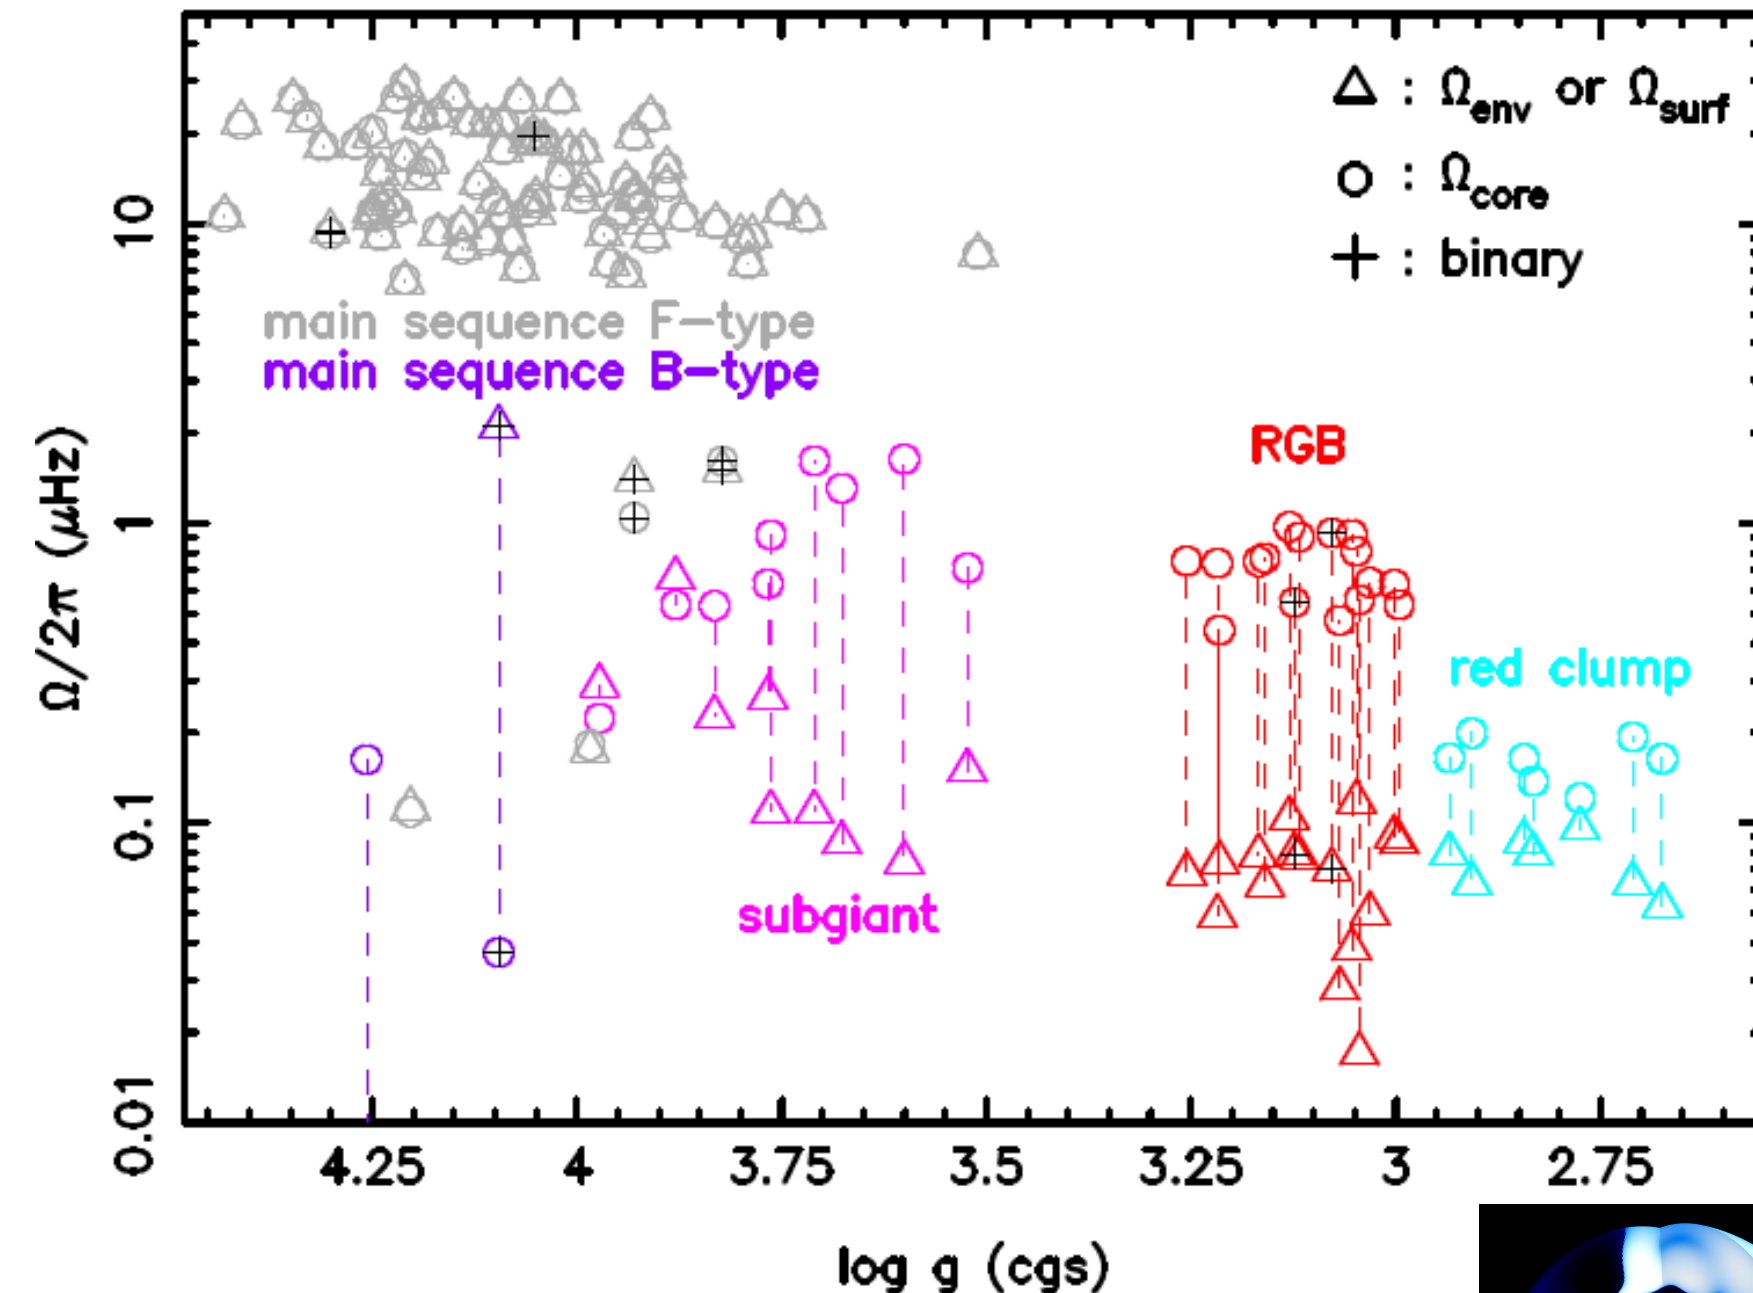 △ : Ωenv or Ωsurf
○ : Ωcore
+ : binary
main sequence F-type
main sequence B-type
RGB
red clump
subgiant
Ω/2π (μHz)
10
1
0.1
0.01
4.25 4 3.75 3.5 3.25 3 2.75
log g (cgs)